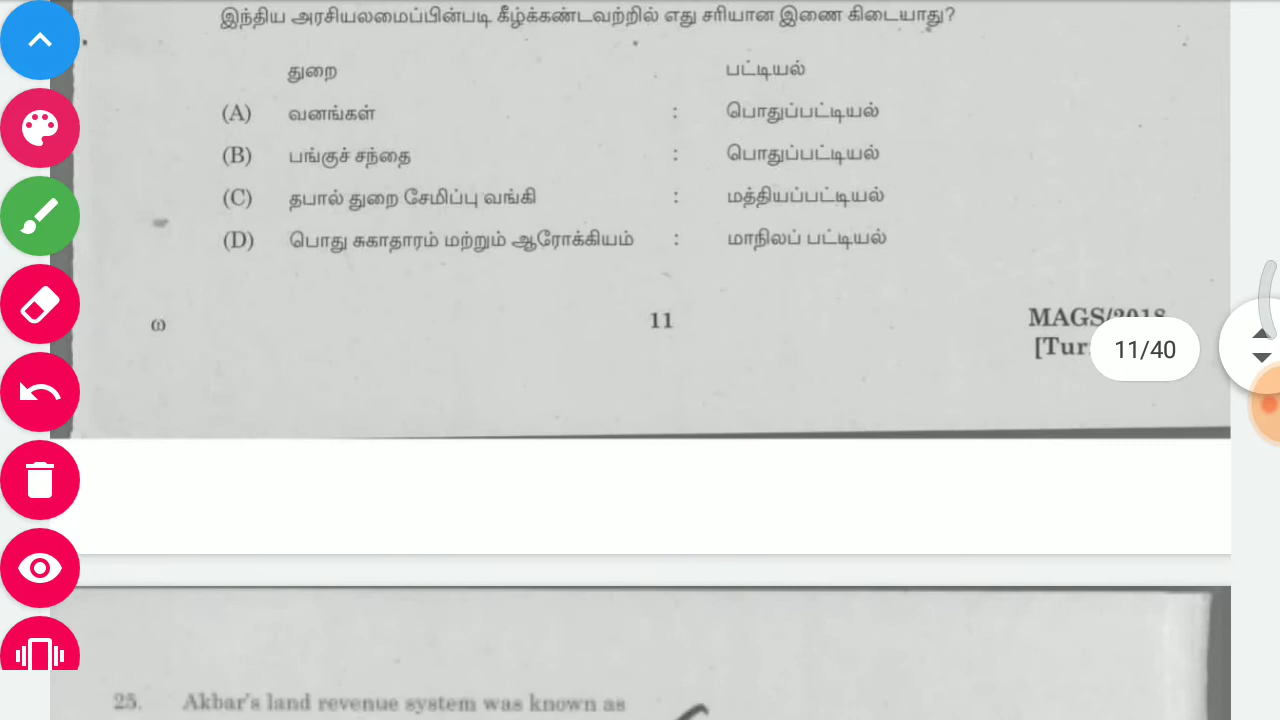 இந்திய அரசியலமைப்பின்படி கீழ்க்கண்டவற்றில் எது சரியான இணை கிடையாது?
துறை பட்டியல்
(A) வனங்கள் : பொதுப்பட்டியல்
(B) பங்குச் சந்தை : பொதுப்பட்டியல்
(C) தபால் துறை சேமிப்பு வங்கி : மத்தியப்பட்டியல்
(D) பொது சுகாதாரம் மற்றும் ஆரோக்கியம் : மாநிலப் பட்டியல்
ω 11 MAGS/2018
[Tur
11/40
25. Akbar's land revenue system was known as